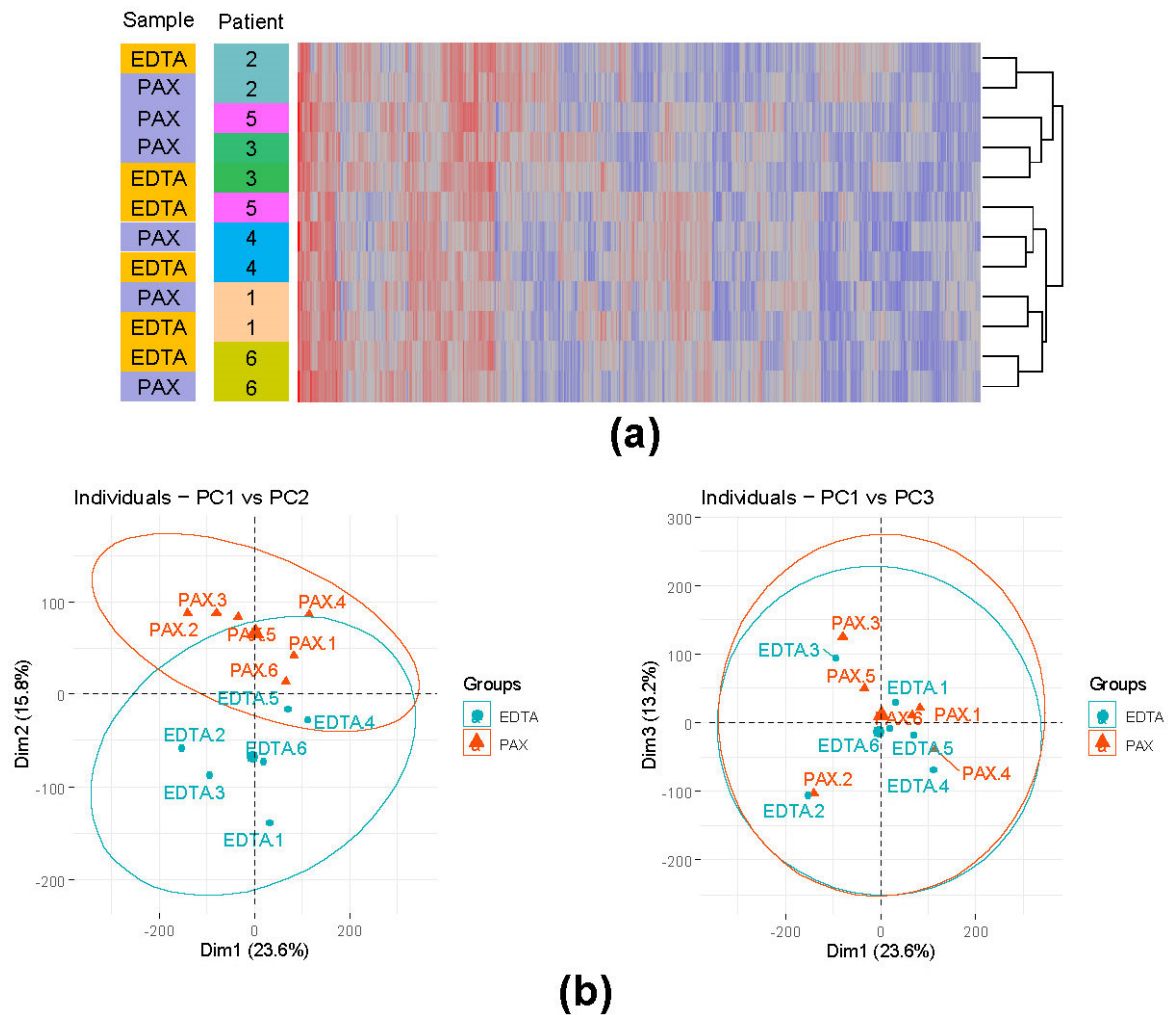 Sample Patient
EDTA 2
PAX 2
PAX 5
PAX 3
EDTA 3
EDTA 5
PAX 4
EDTA 4
PAX 1
EDTA 1
EDTA 6
PAX 6
(a)
Individuals − PC1 vs PC2
Dim2 (15.8%)
100
0
-100
-200
-200 0 200
Dim1 (23.6%)
PAX.3
PAX.4
PAX.2
PAX.5
PAX.1
PAX.6
EDTA.5
EDTA.4
EDTA.2
EDTA.6
EDTA.3
EDTA.1
Groups
a EDTA
a PAX
Individuals − PC1 vs PC3
Dim3 (13.2%)
300
200
100
0
-100
-200
-200 0 200
Dim1 (23.6%)
PAX.3
EDTA.3
PAX.5
EDTA.1
PAX.6
PAX.1
EDTA.6
EDTA.5
PAX.4
EDTA.4
PAX.2
EDTA.2
Groups
a EDTA
a PAX
(b)